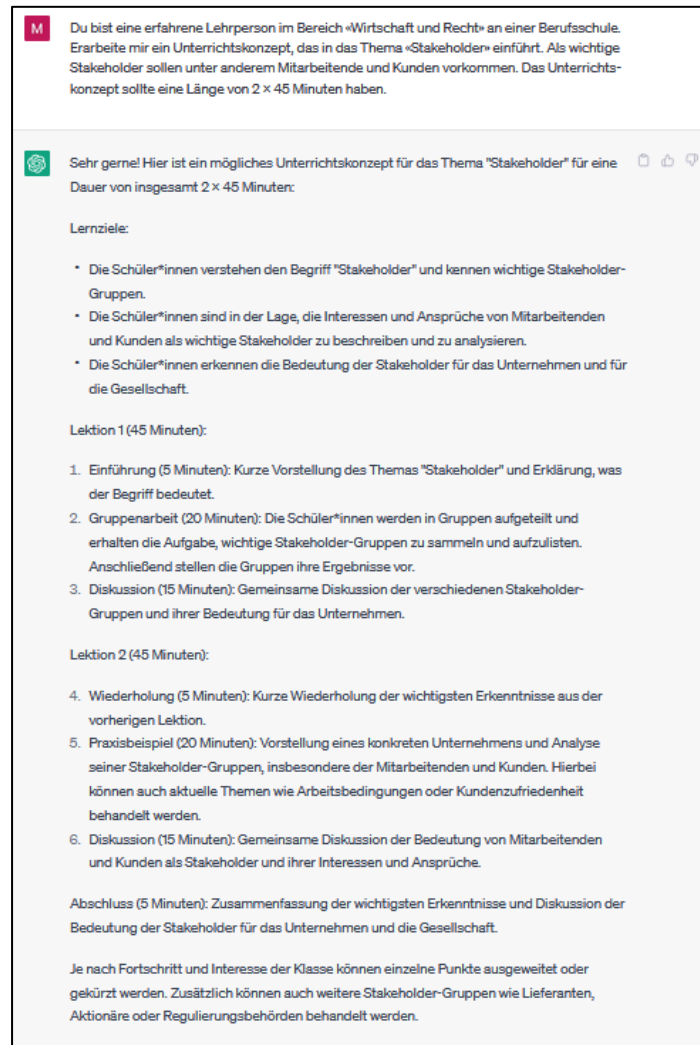 M
Du bist eine erfahrene Lehrperson im Bereich «Wirtschaft und Recht» an einer Berufsschule.
Erarbeite mir ein Unterrichtskonzept, das in das Thema «Stakeholder» einführt. Als wichtige
Stakeholder sollen unter anderem Mitarbeitende und Kunden vorkommen. Das Unterrichts-
konzept sollte eine Länge von 2 × 45 Minuten haben.
Sehr gerne! Hier ist ein mögliches Unterrichtskonzept für das Thema "Stakeholder" für eine
Dauer von insgesamt 2 × 45 Minuten:
Lernziele:
• Die Schüler*innen verstehen den Begriff "Stakeholder" und kennen wichtige Stakeholder-
Gruppen.
• Die Schüler*innen sind in der Lage, die Interessen und Ansprüche von Mitarbeitenden
und Kunden als wichtige Stakeholder zu beschreiben und zu analysieren.
• Die Schüler*innen erkennen die Bedeutung der Stakeholder für das Unternehmen und für
die Gesellschaft.
Lektion 1 (45 Minuten):
1. Einführung (5 Minuten): Kurze Vorstellung des Themas "Stakeholder" und Erklärung, was
der Begriff bedeutet.
2. Gruppenarbeit (20 Minuten): Die Schüler*innen werden in Gruppen aufgeteilt und
erhalten die Aufgabe, wichtige Stakeholder-Gruppen zu sammeln und aufzulisten.
Anschließend stellen die Gruppen ihre Ergebnisse vor.
3. Diskussion (15 Minuten): Gemeinsame Diskussion der verschiedenen Stakeholder-
Gruppen und ihrer Bedeutung für das Unternehmen.
Lektion 2 (45 Minuten):
4. Wiederholung (5 Minuten): Kurze Wiederholung der wichtigsten Erkenntnisse aus der
vorherigen Lektion.
5. Praxisbeispiel (20 Minuten): Vorstellung eines konkreten Unternehmens und Analyse
seiner Stakeholder-Gruppen, insbesondere der Mitarbeitenden und Kunden. Hierbei
können auch aktuelle Themen wie Arbeitsbedingungen oder Kundenzufriedenheit
behandelt werden.
6. Diskussion (15 Minuten): Gemeinsame Diskussion der Bedeutung von Mitarbeitenden
und Kunden als Stakeholder und ihrer Interessen und Ansprüche.
Abschluss (5 Minuten): Zusammenfassung der wichtigsten Erkenntnisse und Diskussion der
Bedeutung der Stakeholder für das Unternehmen und die Gesellschaft.
Je nach Fortschritt und Interesse der Klasse können einzelne Punkte ausgeweitet oder
gekürzt werden. Zusätzlich können auch weitere Stakeholder-Gruppen wie Lieferanten,
Aktionäre oder Regulierungsbehörden behandelt werden.